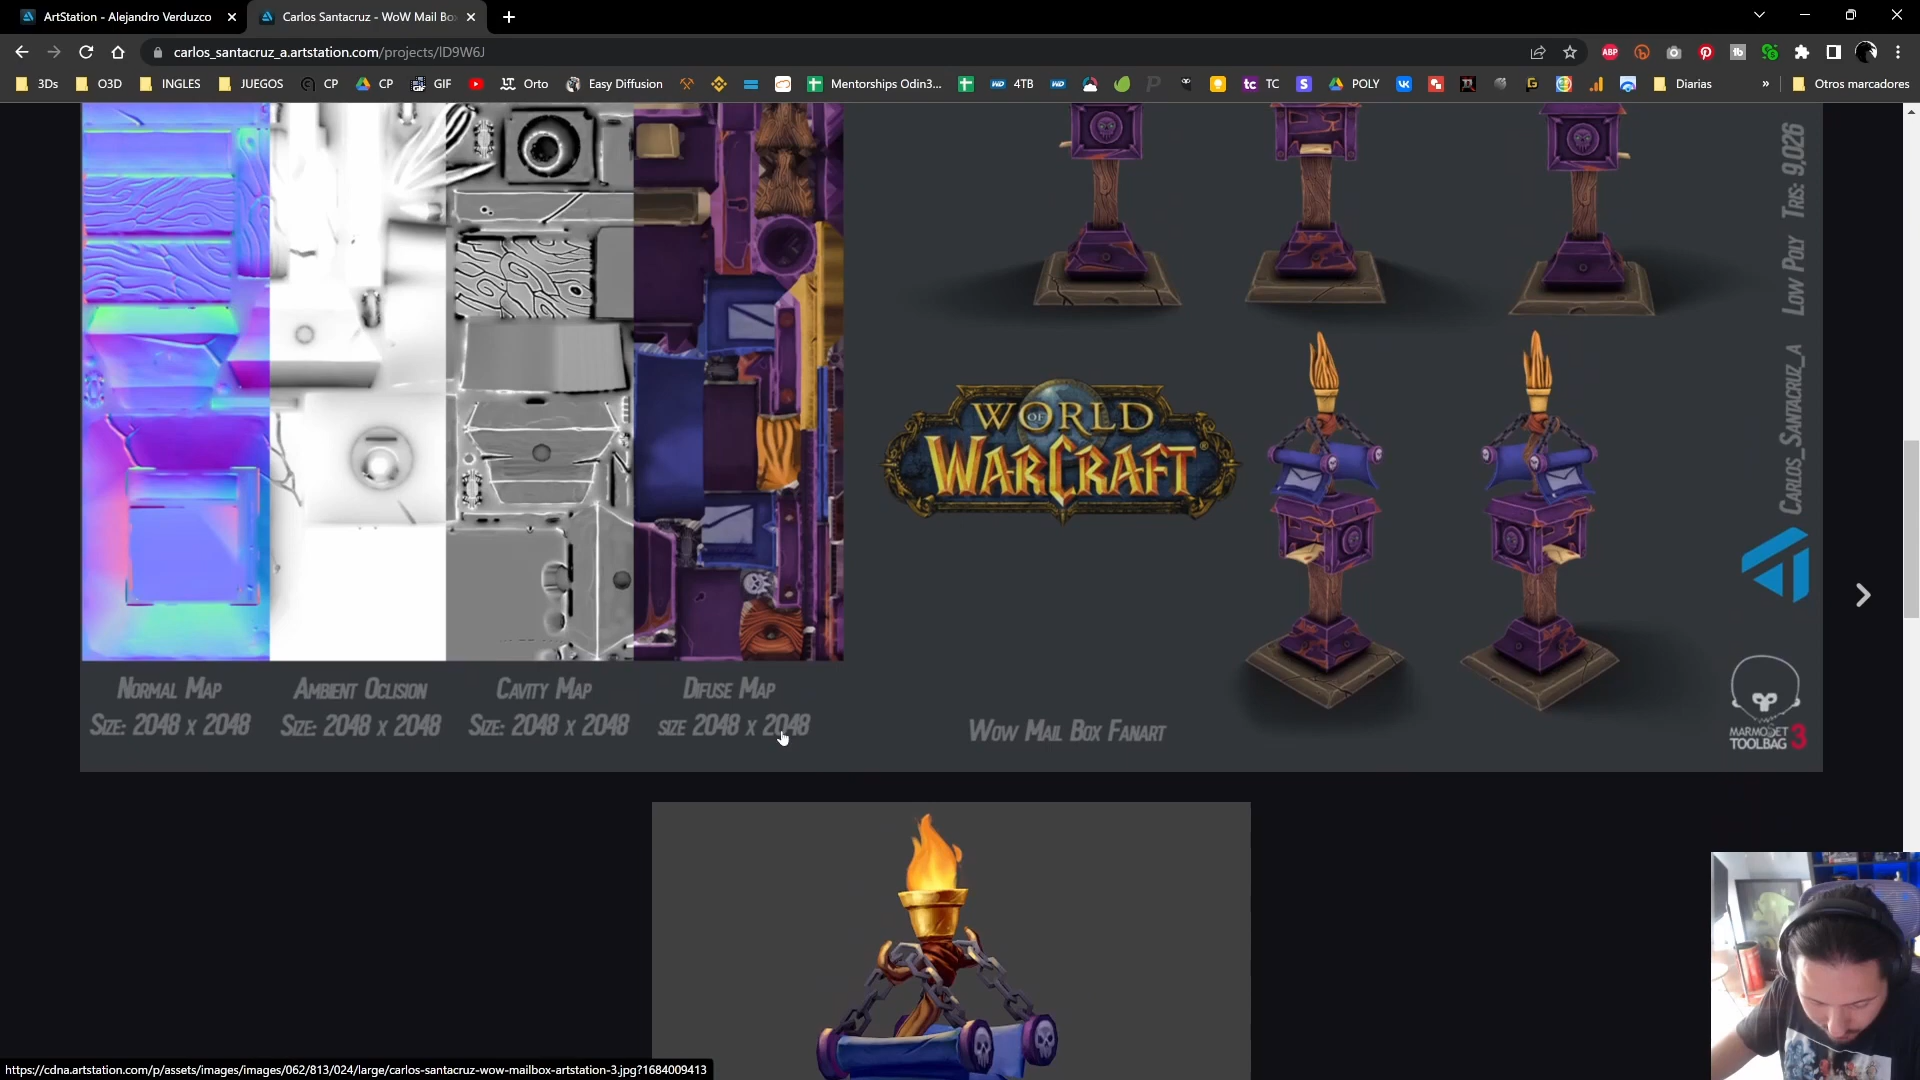 ArtStation - Alejandro Verduzco
Carlos Santacruz - WoW Mail Bo
carlos_santacruz_a.artstation.com/projects/lD9W6J
ABP
3Ds
O3D
INGLES
JUEGOS
CP
CP
GIF
Orto
Easy Diffusion
Mentorships Odin3...
4TB
TC
POLY
Diarias
»
Otros marcadores
Low Poly Tris: 9,026
Carlos_Santacruz_A
WORLD
OF
WARCRAFT
Normal Map
Size: 2048 x 2048
Ambient Oclision
Size: 2048 x 2048
Cavity Map
Size: 2048 x 2048
Difuse Map
size 2048 x 2048
Wow Mail Box Fanart
MARMOSET
TOOLBAG 3
https://cdna.artstation.com/p/assets/images/images/062/813/024/large/carlos-santacruz-wow-mailbox-artstation-3.jpg?1684009413